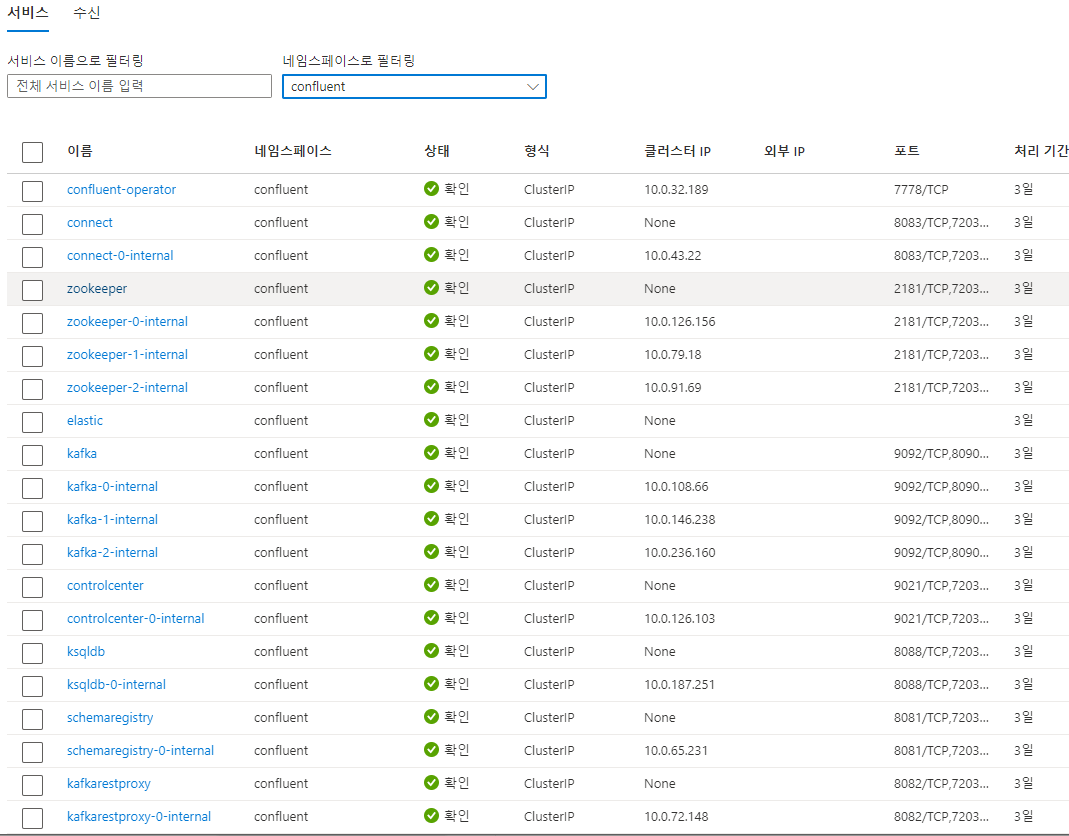 서비스 수신
서비스 이름으로 필터링 네임스페이스로 필터링
전체 서비스 이름 입력 confluent
이름 네임스페이스 상태 형식 클러스터 IP 외부 IP 포트 처리 기간
confluent-operator confluent 확인 ClusterIP 10.0.32.189 7778/TCP 3일
connect confluent 확인 ClusterIP None 8083/TCP,7203... 3일
connect-0-internal confluent 확인 ClusterIP 10.0.43.22 8083/TCP,7203... 3일
zookeeper confluent 확인 ClusterIP None 2181/TCP,7203... 3일
zookeeper-0-internal confluent 확인 ClusterIP 10.0.126.156 2181/TCP,7203... 3일
zookeeper-1-internal confluent 확인 ClusterIP 10.0.79.18 2181/TCP,7203... 3일
zookeeper-2-internal confluent 확인 ClusterIP 10.0.91.69 2181/TCP,7203... 3일
elastic confluent 확인 ClusterIP None 3일
kafka confluent 확인 ClusterIP None 9092/TCP,8090... 3일
kafka-0-internal confluent 확인 ClusterIP 10.0.108.66 9092/TCP,8090... 3일
kafka-1-internal confluent 확인 ClusterIP 10.0.146.238 9092/TCP,8090... 3일
kafka-2-internal confluent 확인 ClusterIP 10.0.236.160 9092/TCP,8090... 3일
controlcenter confluent 확인 ClusterIP None 9021/TCP,7203... 3일
controlcenter-0-internal confluent 확인 ClusterIP 10.0.126.103 9021/TCP,7203... 3일
ksqldb confluent 확인 ClusterIP None 8088/TCP,7203... 3일
ksqldb-0-internal confluent 확인 ClusterIP 10.0.187.251 8088/TCP,7203... 3일
schemaregistry confluent 확인 ClusterIP None 8081/TCP,7203... 3일
schemaregistry-0-internal confluent 확인 ClusterIP 10.0.65.231 8081/TCP,7203... 3일
kafkarestproxy confluent 확인 ClusterIP None 8082/TCP,7203... 3일
kafkarestproxy-0-internal confluent 확인 ClusterIP 10.0.72.148 8082/TCP,7203... 3일